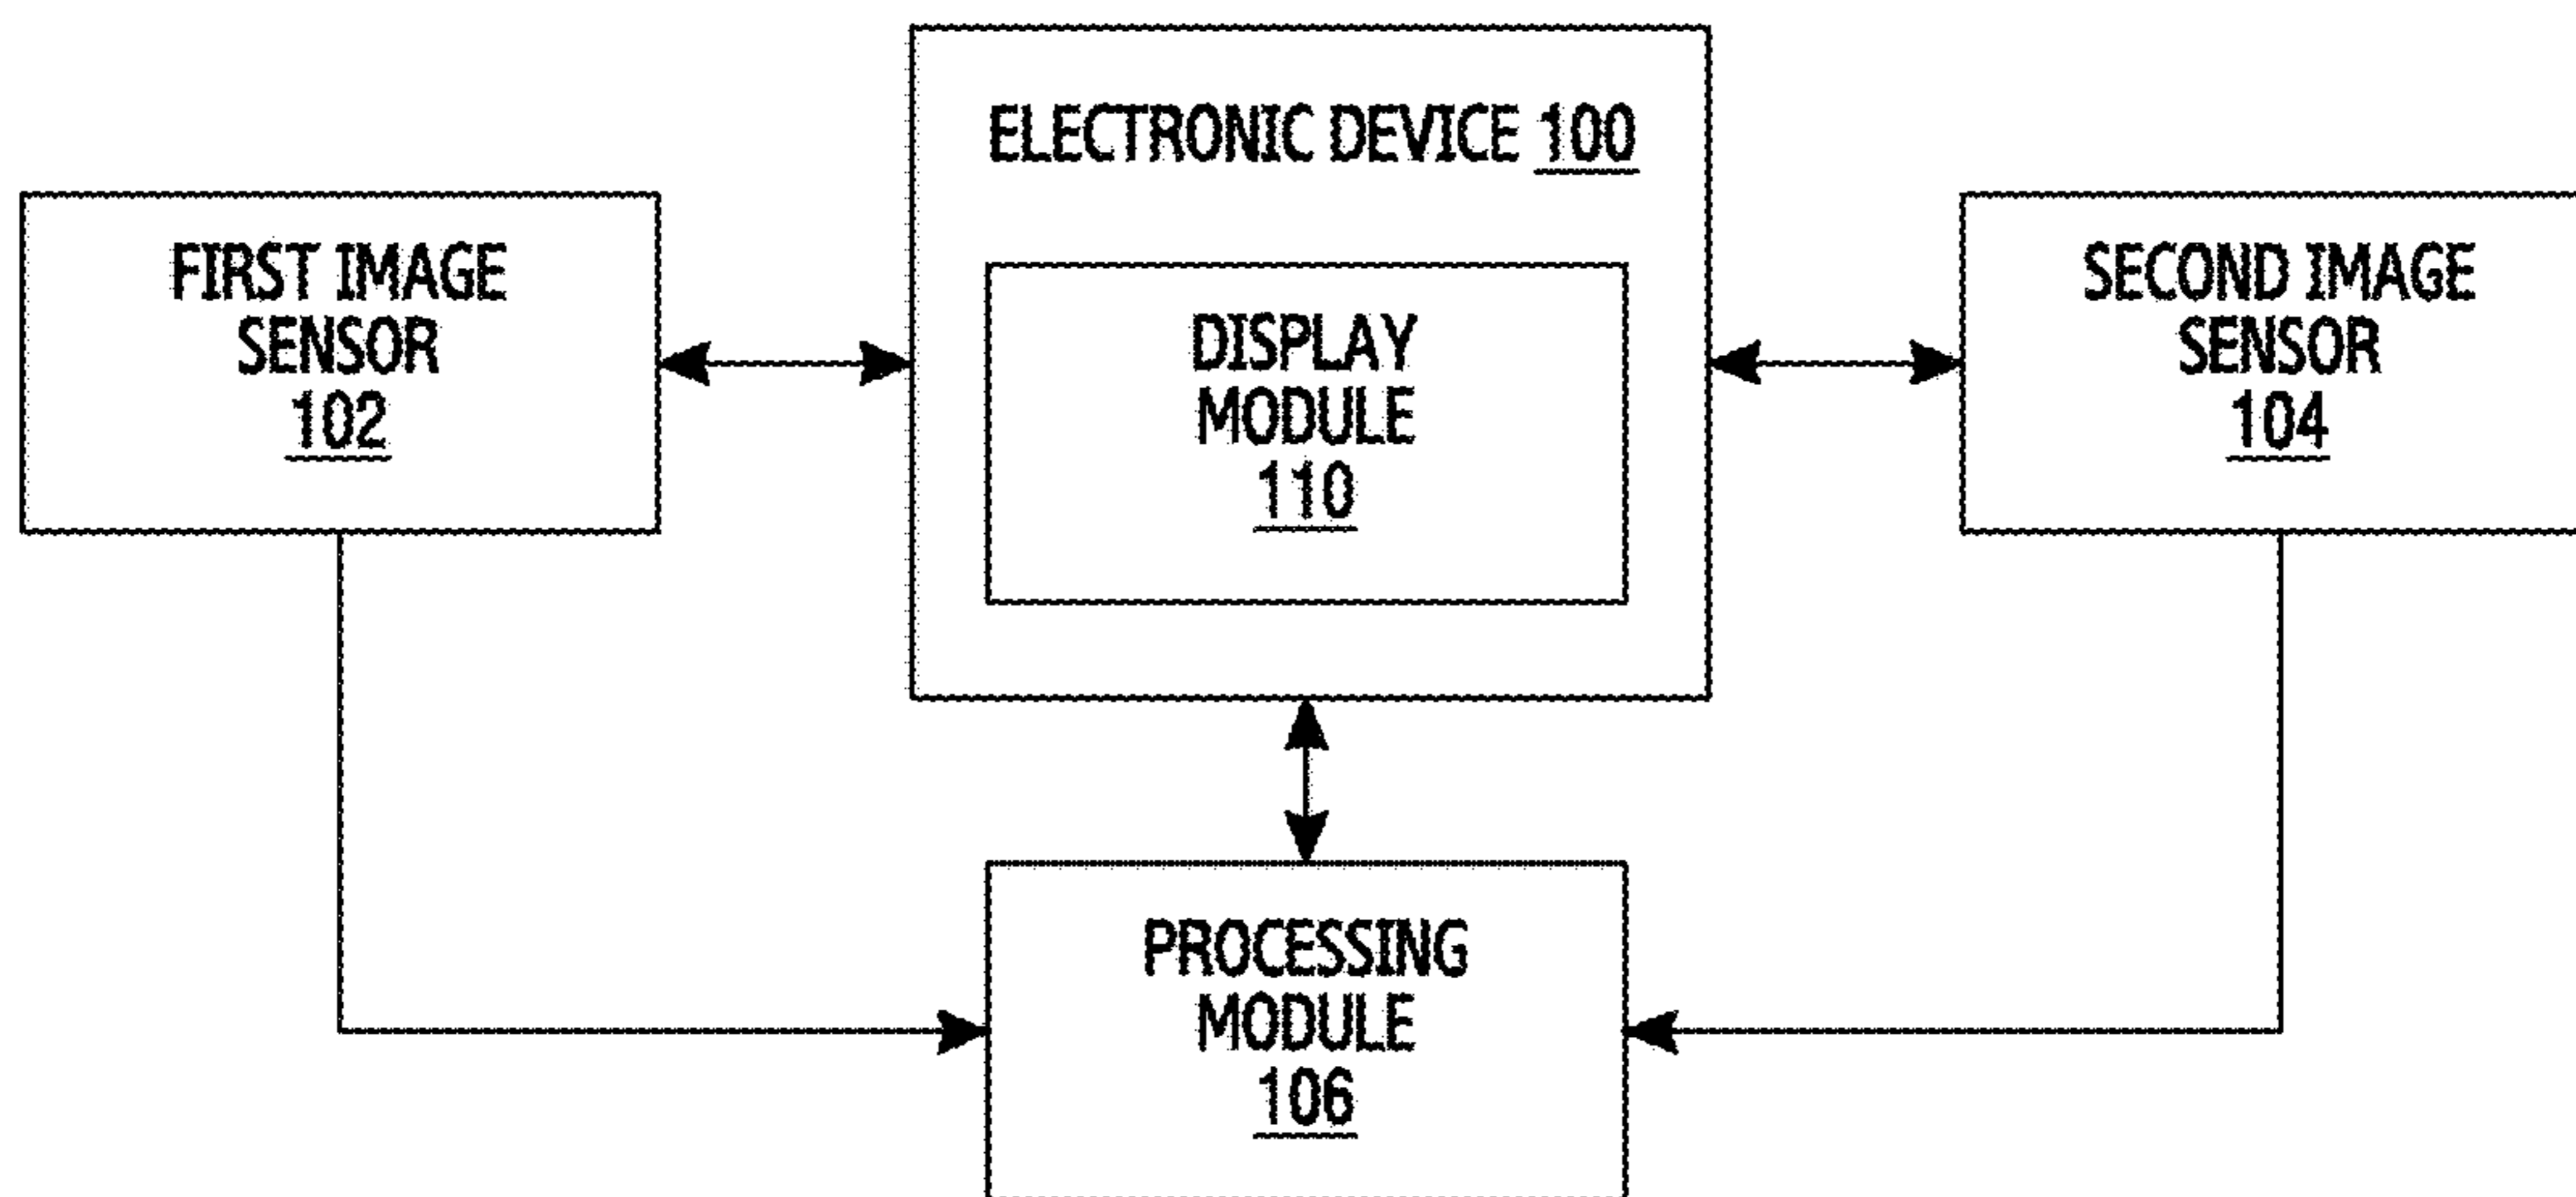 ELECTRONIC DEVICE 100
FIRST IMAGE
SENSOR
102
DISPLAY
MODULE
110
SECOND IMAGE
SENSOR
104
PROCESSING
MODULE
106